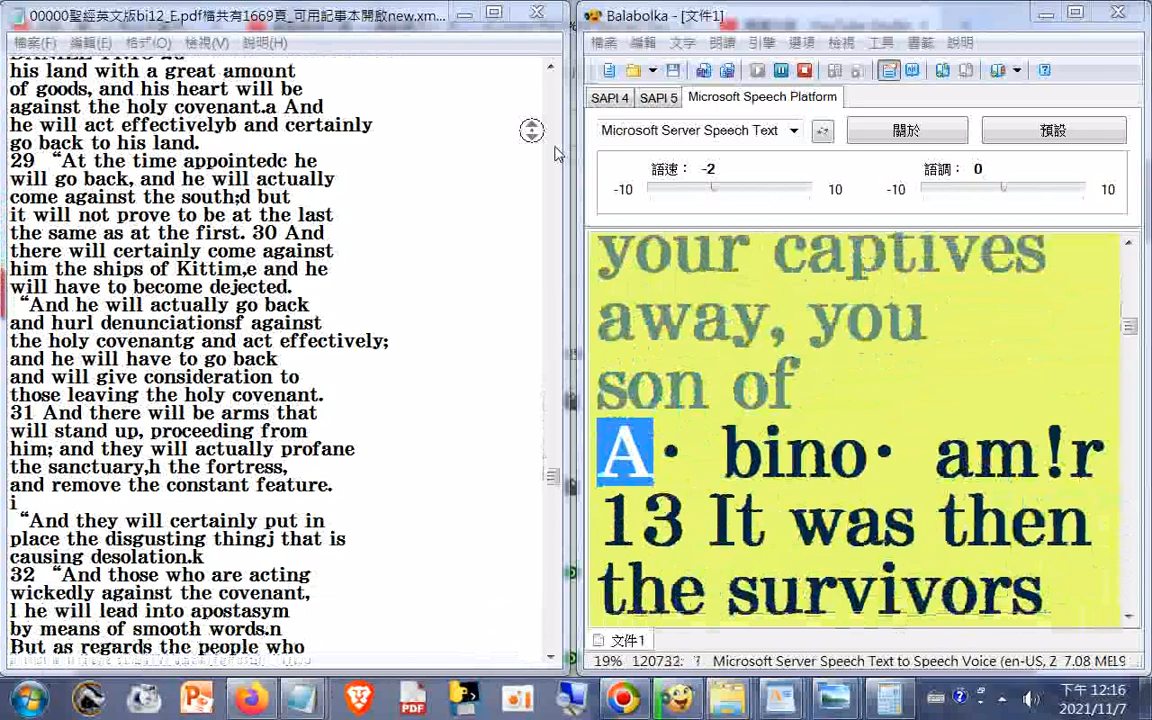 00000聖經英文版bi12_E.pdf檔共有1669頁_可用記事本開啟new.xm...
檔案(F) 編輯(E) 格式(O) 檢視(V) 說明(H)
his land with a great amount
of goods, and his heart will be
against the holy covenant.a And
he will act effectivelyb and certainly
go back to his land.
29 “At the time appointedc he
will go back, and he will actually
come against the south;d but
it will not prove to be at the last
the same as at the first. 30 And
there will certainly come against
him the ships of Kittim,e and he
will have to become dejected.
“And he will actually go back
and hurl denunciationsf against
the holy covenantg and act effectively;
and he will have to go back
and will give consideration to
those leaving the holy covenant.
31 And there will be arms that
will stand up, proceeding from
him; and they will actually profane
the sanctuary,h the fortress,
and remove the constant feature.
i
“And they will certainly put in
place the disgusting thingj that is
causing desolation.k
32 “And those who are acting
wickedly against the covenant,
l he will lead into apostasym
by means of smooth words.n
But as regards the people who
Balabolka - [文件1]
檔案 編輯 文字 朗讀 引擎 選項 檢視 工具 書籤 說明
SAPI 4 SAPI 5 Microsoft Speech Platform
Microsoft Server Speech Text 關於 預設
語速： -2 語調： 0
-10 10 -10 10
your captives
away, you
son of
A· bino· am!r
13 It was then
the survivors
文件1
19% 120732: Microsoft Server Speech Text to Speech Voice (en-US, Z 7.08 MB
下午 12:16
2021/11/7